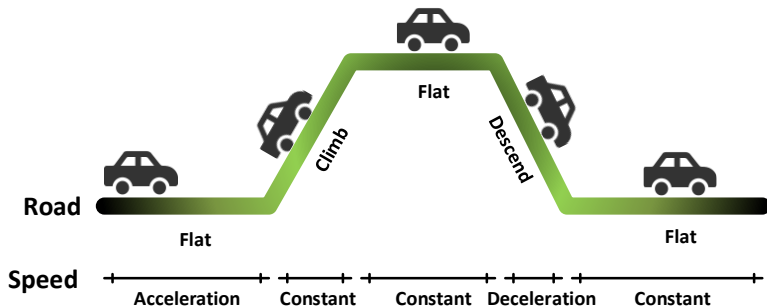 Flat
Climb
Descend
Road
Flat
Flat
Speed
Acceleration
Constant
Constant
Deceleration
Constant